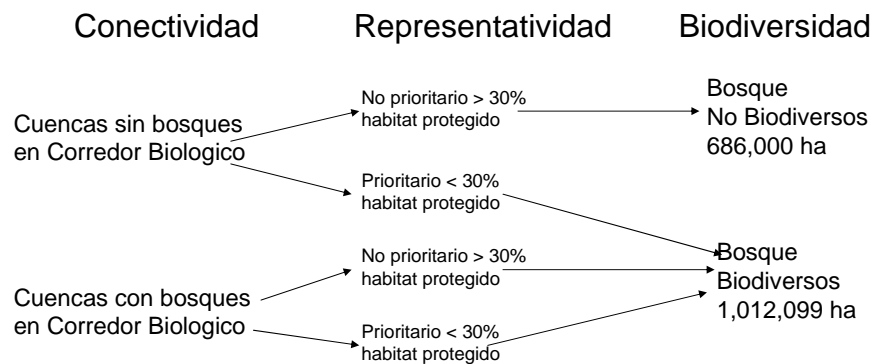 Conectividad
Representatividad
Biodiversidad
Cuencas sin bosques
en Corredor Biologico
No prioritario > 30%
habitat protegido
Bosque
No Biodiversos
686,000 ha
Prioritario < 30%
habitat protegido
Cuencas con bosques
en Corredor Biologico
No prioritario > 30%
habitat protegido
Bosque
Biodiversos
1,012,099 ha
Prioritario < 30%
habitat protegido